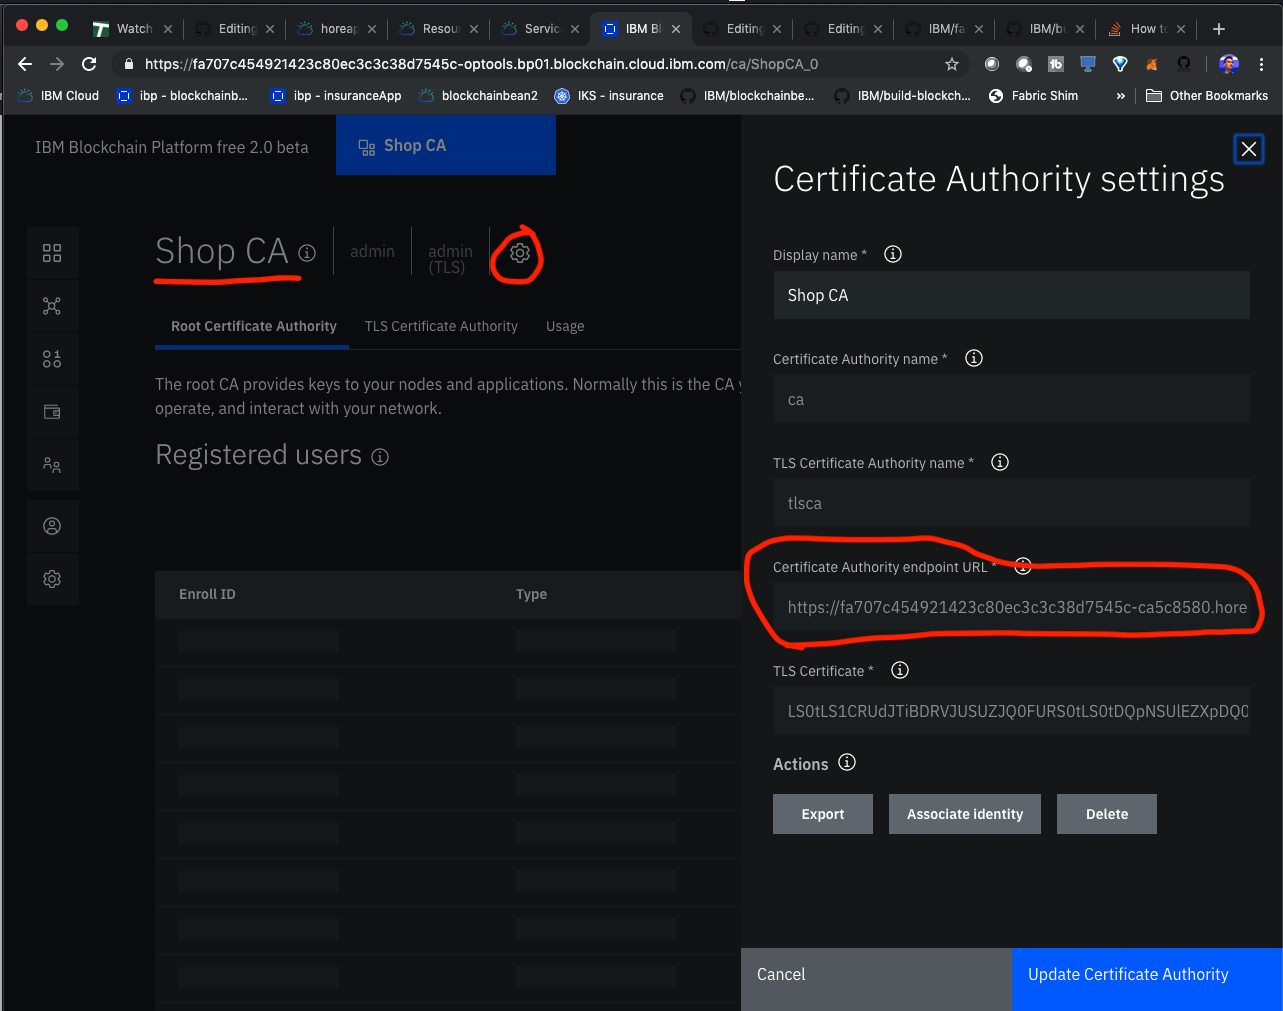 Watch
Editing
horeap
Resou
Servic
IBM Bl
Editing
Editing
IBM/fa
IBM/bu
How to
https://fa707c454921423c80ec3c3c38d7545c-optools.bp01.blockchain.cloud.ibm.com/ca/ShopCA_0
IBM Cloud
ibp - blockchainb...
ibp - insuranceApp
blockchainbean2
IKS - insurance
IBM/blockchainbe...
IBM/build-blockch...
Fabric Shim
»
Other Bookmarks
IBM Blockchain Platform free 2.0 beta
Shop CA
Shop CA
admin
admin
(TLS)
Root Certificate Authority
TLS Certificate Authority
Usage
The root CA provides keys to your nodes and applications. Normally this is the CA y
operate, and interact with your network.
Registered users
Enroll ID
Type
Certificate Authority settings
Display name *
Shop CA
Certificate Authority name *
ca
TLS Certificate Authority name *
tlsca
Certificate Authority endpoint URL *
https://fa707c454921423c80ec3c3c38d7545c-ca5c8580.hore
TLS Certificate *
LS0tLS1CRUdJTiBDRVJUSUZJQ0FURS0tLS0tDQpNSUlEZXpDQ0
Actions
Export
Associate identity
Delete
Cancel
Update Certificate Authority